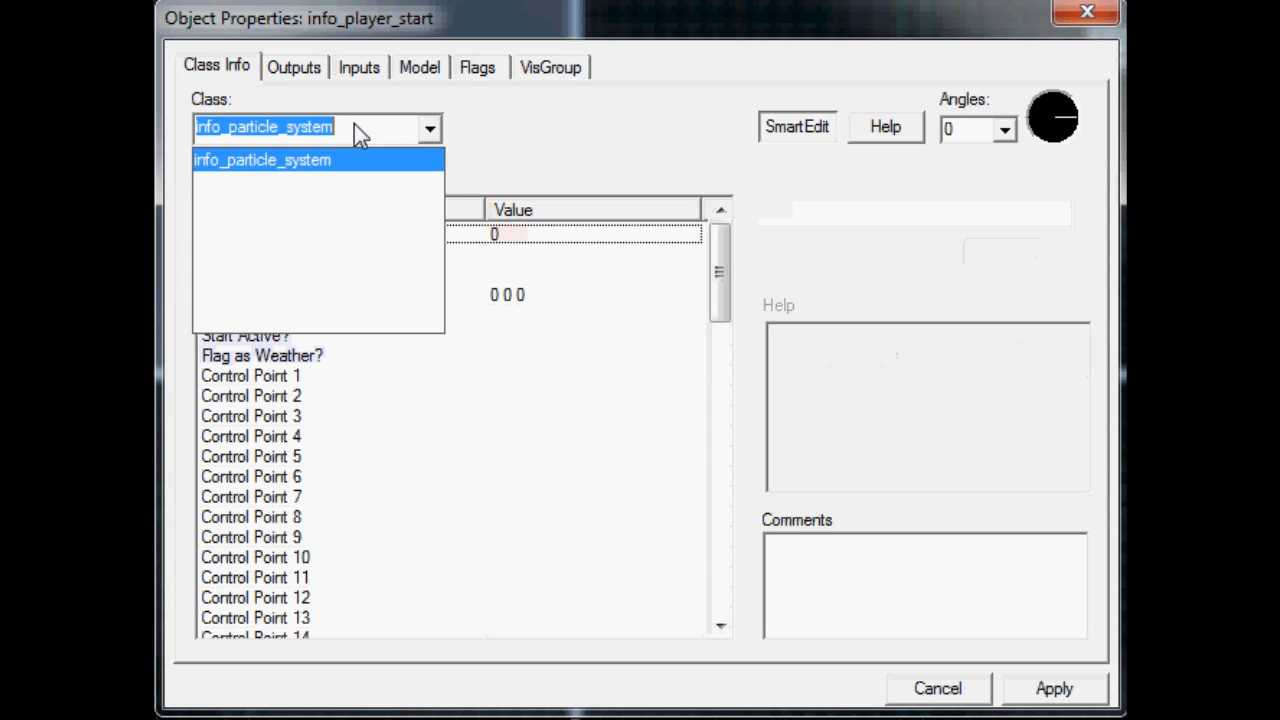 Object Properties: info_player_start
Class Info Outputs Inputs Model Flags VisGroup
Class:
info_particle_system
info_particle_system
SmartEdit
Help
Angles:
0
Value
0
0 0 0
Start Active?
Flag as Weather?
Control Point 1
Control Point 2
Control Point 3
Control Point 4
Control Point 5
Control Point 6
Control Point 7
Control Point 8
Control Point 9
Control Point 10
Control Point 11
Control Point 12
Control Point 13
Control Point 14
Help
Comments
Cancel
Apply